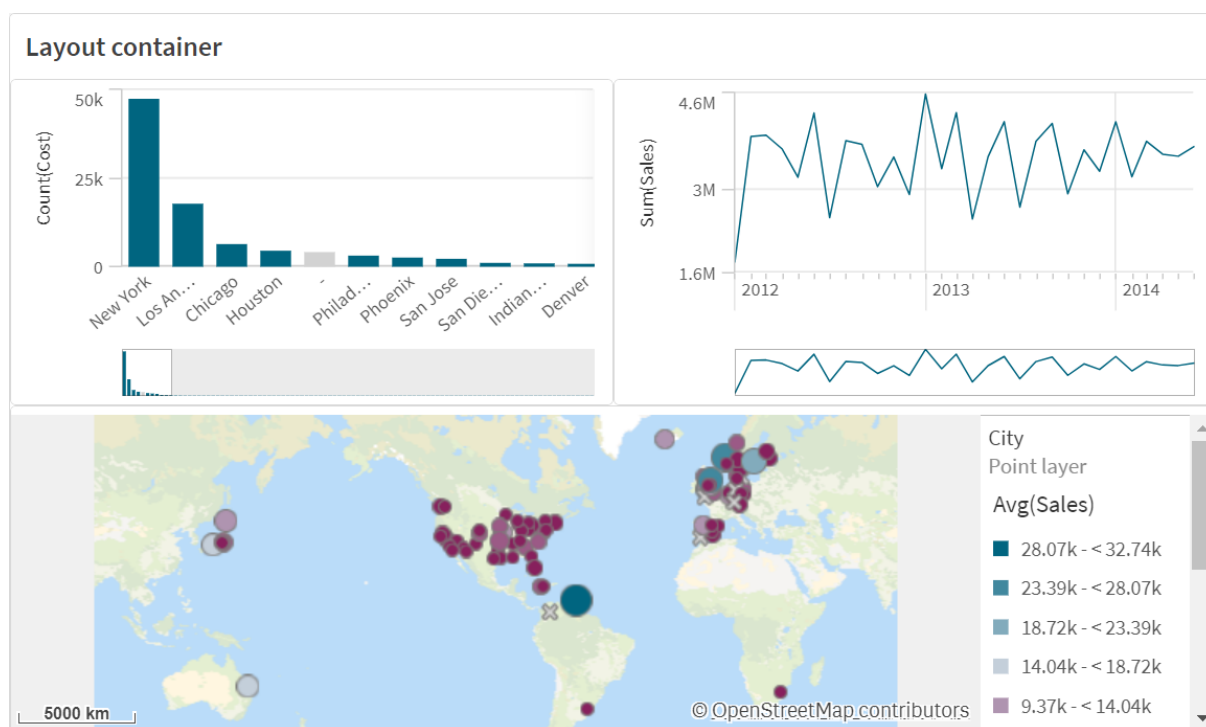 Layout container
50k
25k
0
Count(Cost)
New York
Los An...
Chicago
Houston
-
Philad...
Phoenix
San Jose
San Die...
Indian...
Denver
4.6M
3M
1.6M
Sum(Sales)
2012
2013
2014
City
Point layer
Avg(Sales)
28.07k - < 32.74k
23.39k - < 28.07k
18.72k - < 23.39k
14.04k - < 18.72k
9.37k - < 14.04k
5000 km
© OpenStreetMap contributors